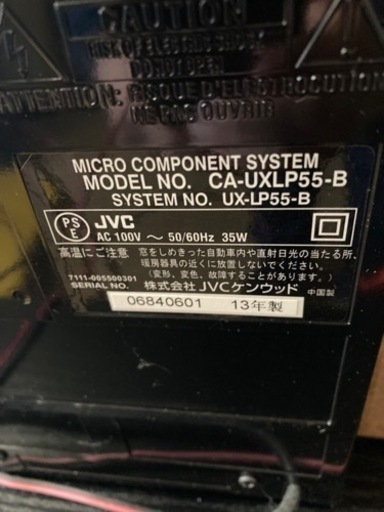 CAUTION
RISK OF ELECTRIC SHOCK
DO NOT OPEN
ATTENTION: RISQUE D'ELECTROCUTION
NE PAS OUVRIR
MICRO COMPONENT SYSTEM
MODEL NO. CA-UXLP55-B
SYSTEM NO. UX-LP55-B
PSE JVC
AC 100V ~ 50/60Hz 35W
高温にご注意 窓をしめきった自動車内や直射日光の当たる所、
暖房器具の近くに放置しないでください。
(変形、変色、故障することがあります。)
7111-005500301
SERIAL NO. 株式会社JVCケンウッド 中国製
06840601 13年製